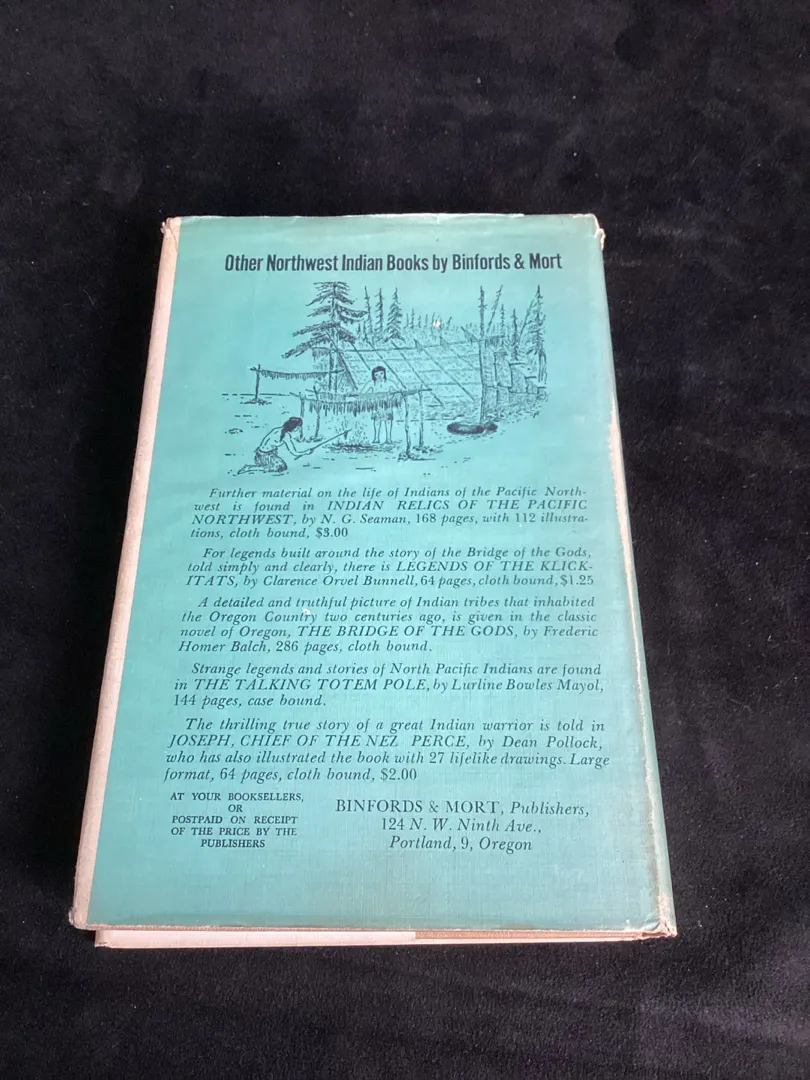 Other Northwest Indian Books by Binfords & Mort
Further material on the life of Indians of the Pacific North-
west is found in INDIAN RELICS OF THE PACIFIC
NORTHWEST, by N. G. Seaman, 168 pages, with 112 illustra-
tions, cloth bound, $3.00
For legends built around the story of the Bridge of the Gods,
told simply and clearly, there is LEGENDS OF THE KLICK-
ITATS, by Clarence Orvel Bunnell, 64 pages, cloth bound, $1.25
A detailed and truthful picture of Indian tribes that inhabited
the Oregon Country two centuries ago, is given in the classic
novel of Oregon, THE BRIDGE OF THE GODS, by Frederic
Homer Balch, 286 pages, cloth bound.
Strange legends and stories of North Pacific Indians are found
in THE TALKING TOTEM POLE, by Lurline Bowles Mayol,
144 pages, case bound.
The thrilling true story of a great Indian warrior is told in
JOSEPH, CHIEF OF THE NEZ PERCE, by Dean Pollock,
who has also illustrated the book with 27 lifelike drawings. Large
format, 64 pages, cloth bound, $2.00
AT YOUR BOOKSELLERS,
OR
POSTPAID ON RECEIPT
OF THE PRICE BY THE
PUBLISHERS
BINFORDS & MORT, Publishers,
124 N. W. Ninth Ave.,
Portland, 9, Oregon